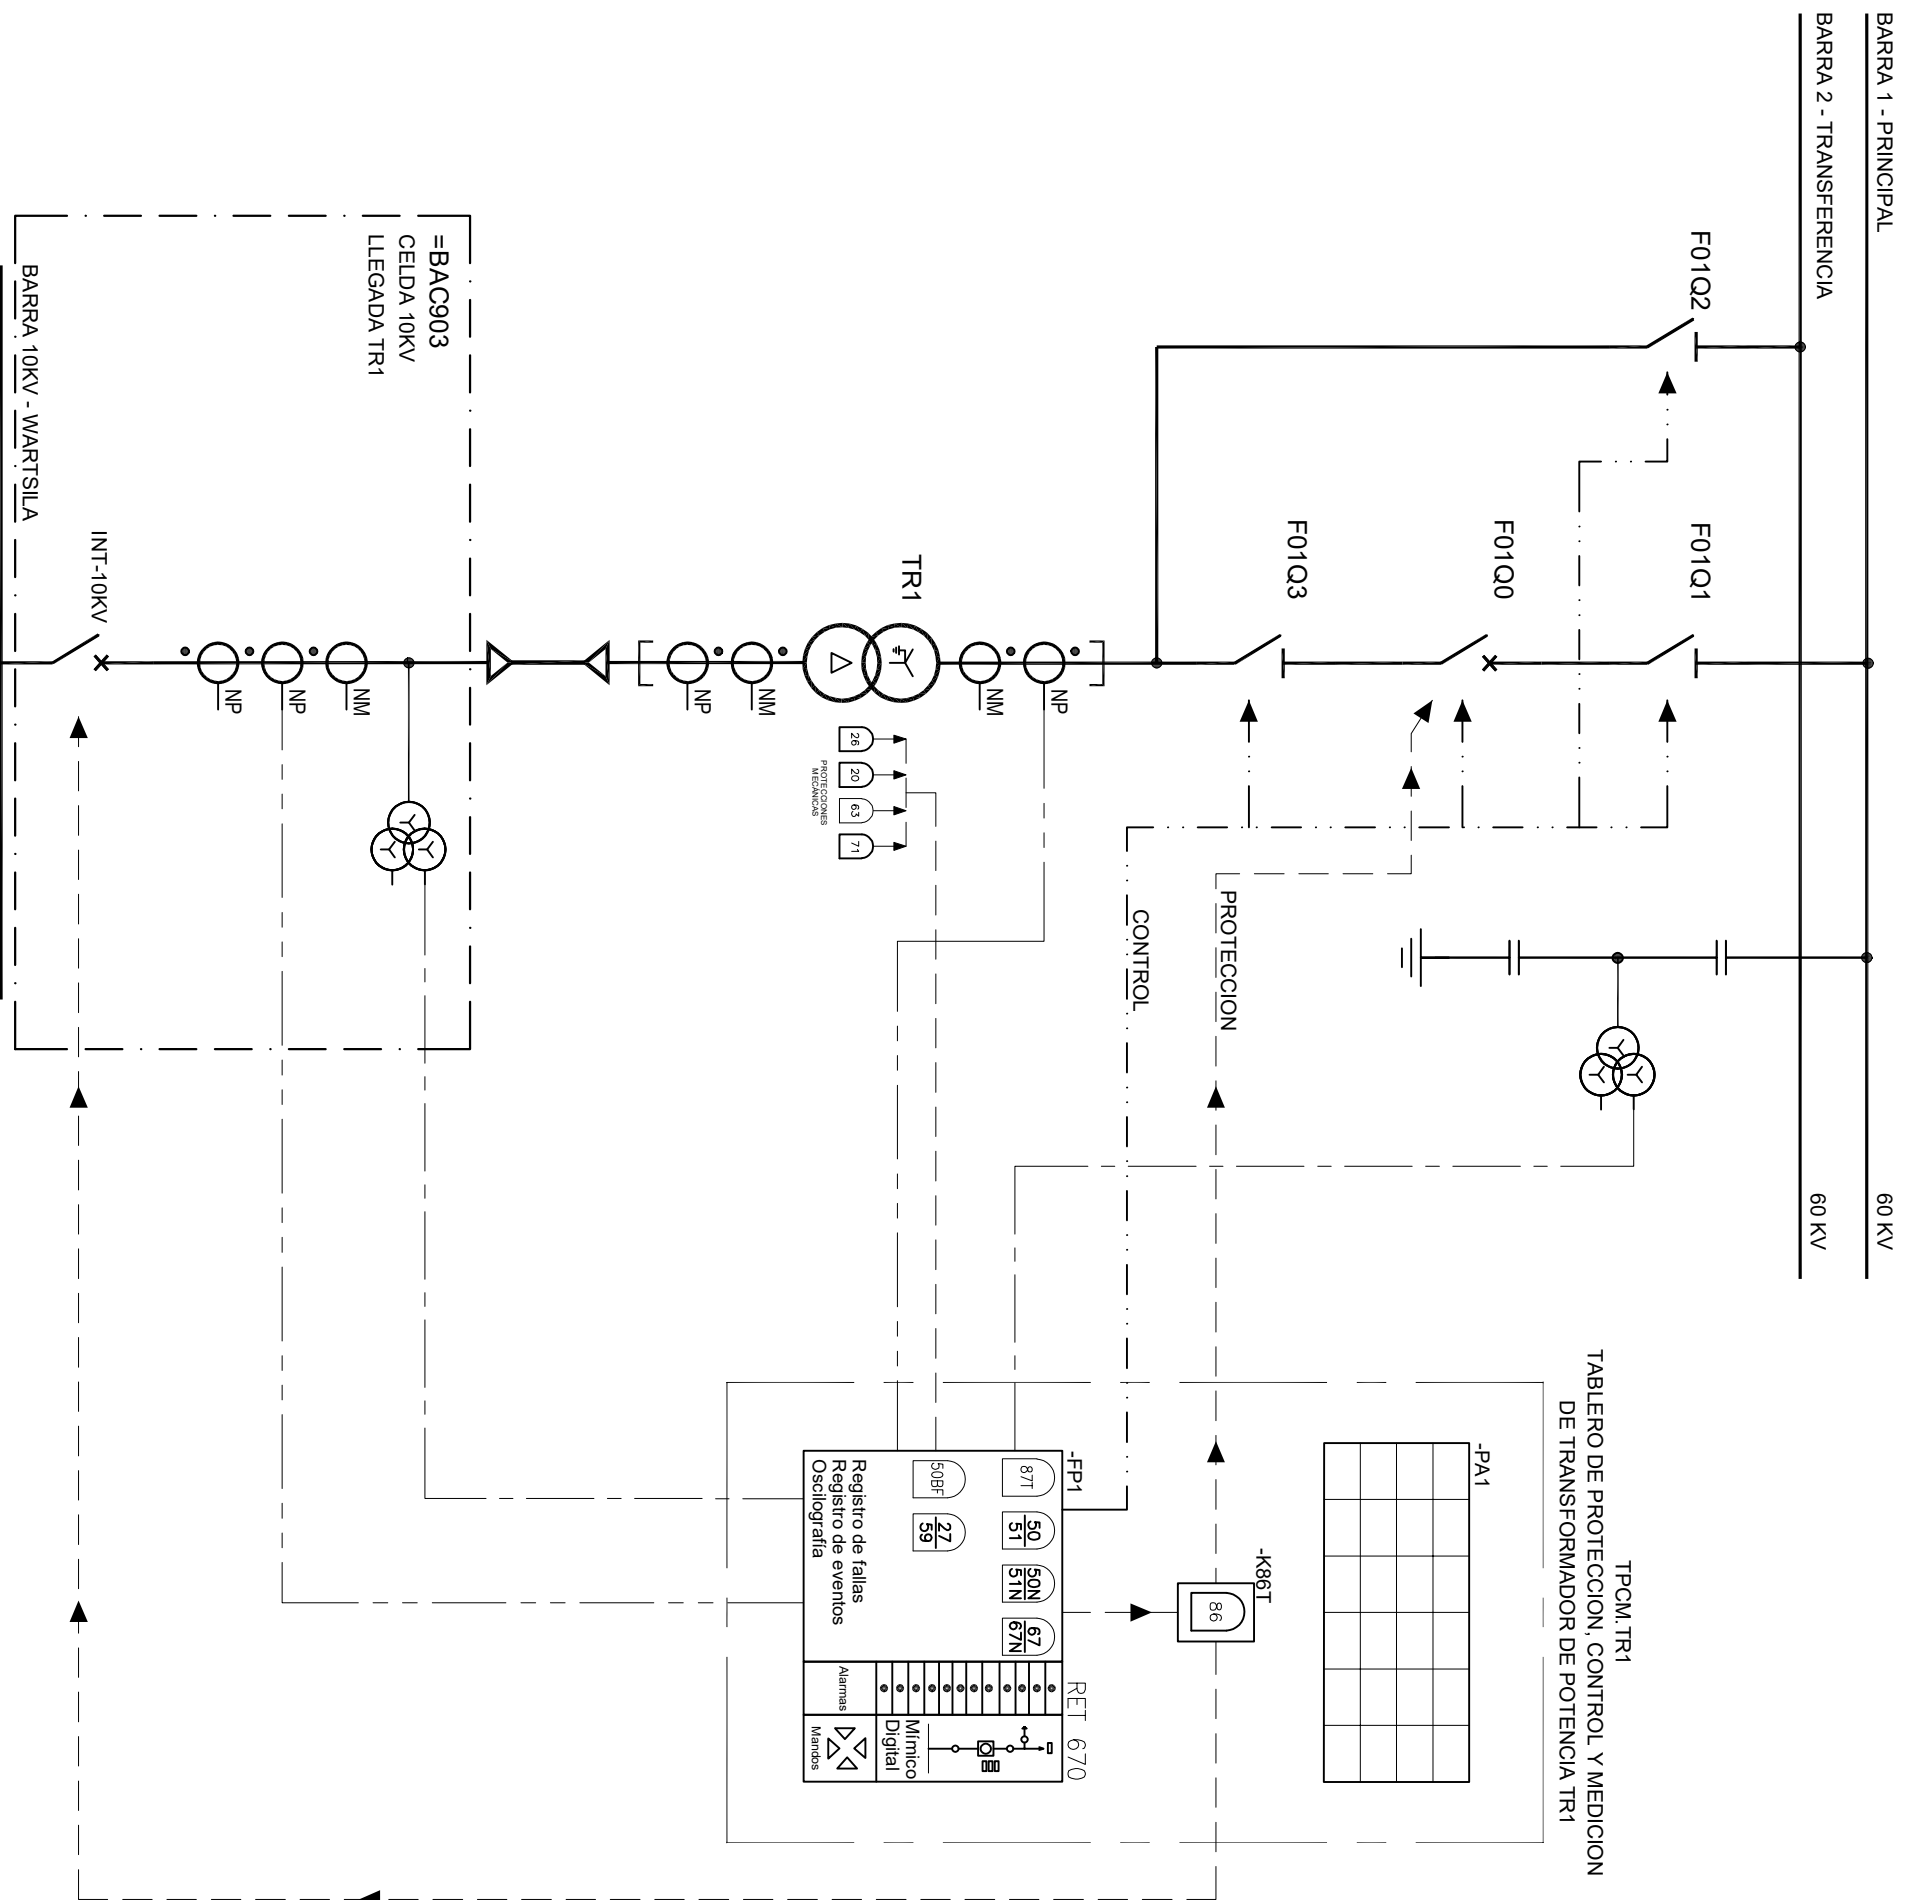 BARRA 1 - PRINCIPAL
60 KV
BARRA 2 - TRANSFERENCIA
60 KV
F01Q2
F01Q1
F01Q0
F01Q3
PROTECCION
CONTROL
NP
NM
TR1
26
20
63
71
PROTECCIONES
MECANICAS
NM
NP
=BAC903
CELDA 10KV
LLEGADA TR1
NM
NP
NP
INT-10KV
BARRA 10KV - WARTSILA
TPCM.TR1
TABLERO DE PROTECCION, CONTROL Y MEDICION
DE TRANSFORMADOR DE POTENCIA TR1
-PA1
-K86T
86
-FP1
RET 670
87T
50
51
50N
51N
67
67N
50BF
27
59
Registro de fallas
Registro de eventos
Oscilografía
Alarmas
Mímico
Digital
Mandos